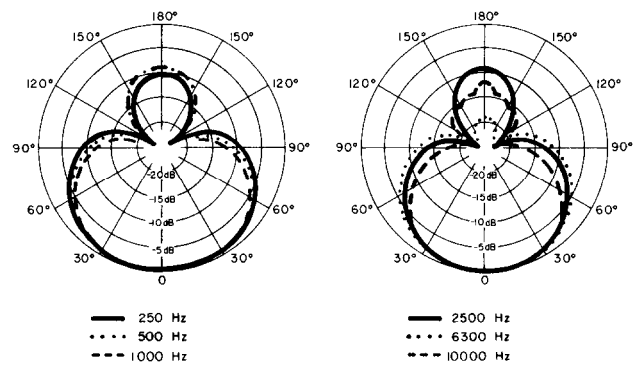 180°
150° 150°
120° 120°
90° 90°
60° 60°
30° 30°
0
-20dB
-15dB
-10dB
-5dB
250 Hz
500 Hz
1000 Hz
180°
150° 150°
120° 120°
90° 90°
60° 60°
30° 30°
0
-20dB
-15dB
-10dB
-5dB
2500 Hz
6300 Hz
10000 Hz